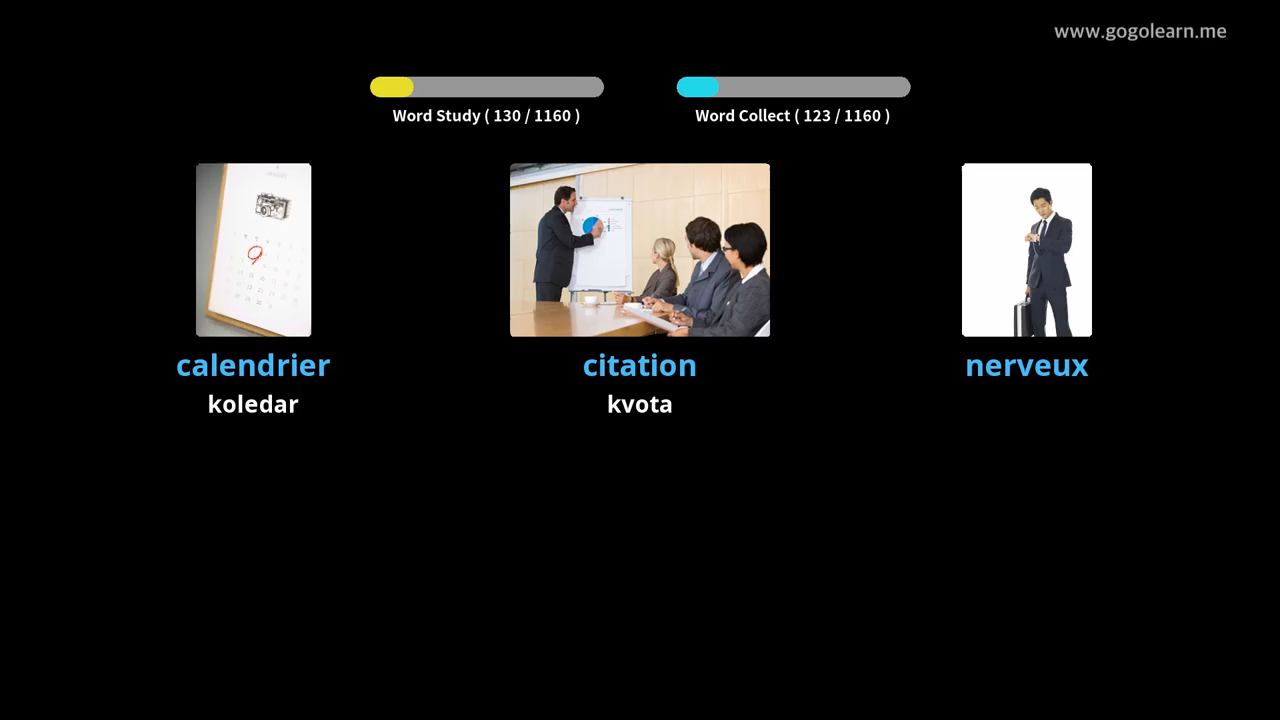 www.gogolearn.me
Word Study ( 130 / 1160 )
Word Collect ( 123 / 1160 )
calendrier
citation
nerveux
koledar
kvota